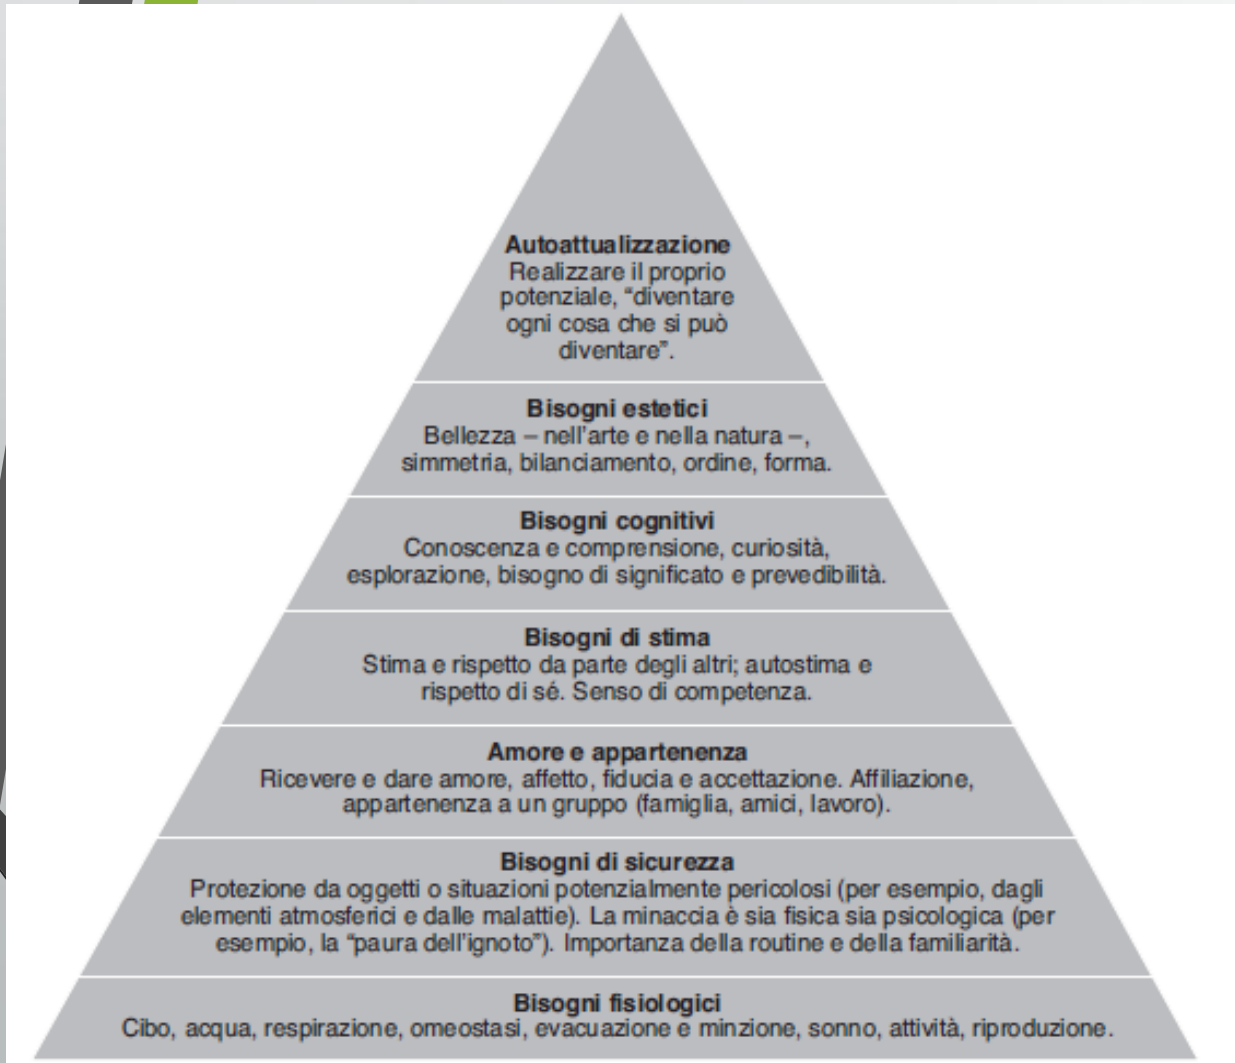 Autoattualizzazione
Realizzare il proprio
potenziale, “diventare
ogni cosa che si può
diventare”.
Bisogni estetici
Bellezza – nell’arte e nella natura –,
simmetria, bilanciamento, ordine, forma.
Bisogni cognitivi
Conoscenza e comprensione, curiosità,
esplorazione, bisogno di significato e prevedibilità.
Bisogni di stima
Stima e rispetto da parte degli altri; autostima e
rispetto di sé. Senso di competenza.
Amore e appartenenza
Ricevere e dare amore, affetto, fiducia e accettazione. Affiliazione,
appartenenza a un gruppo (famiglia, amici, lavoro).
Bisogni di sicurezza
Protezione da oggetti o situazioni potenzialmente pericolosi (per esempio, dagli
elementi atmosferici e dalle malattie). La minaccia è sia fisica sia psicologica (per
esempio, la “paura dell’ignoto”). Importanza della routine e della familiarità.
Bisogni fisiologici
Cibo, acqua, respirazione, omeostasi, evacuazione e minzione, sonno, attività, riproduzione.